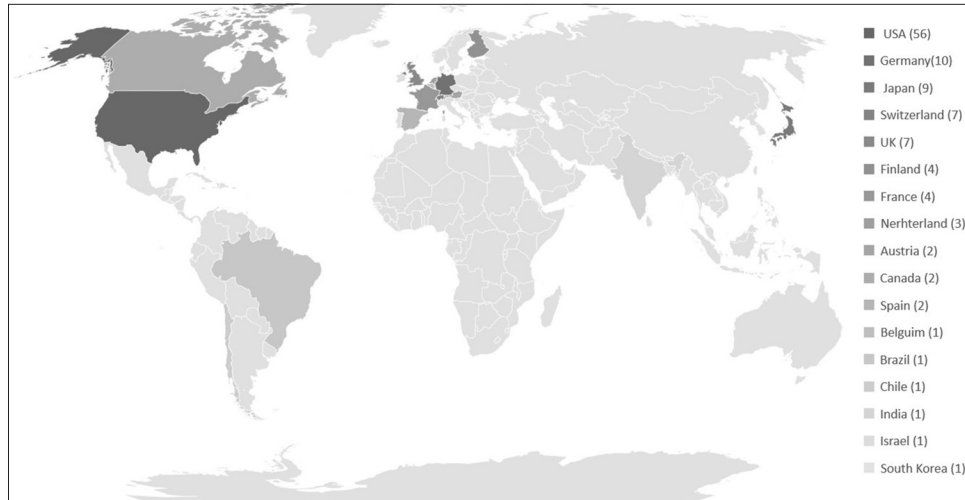 USA (56)
Germany(10)
Japan (9)
Switzerland (7)
UK (7)
Finland (4)
France (4)
Nerhterland (3)
Austria (2)
Canada (2)
Spain (2)
Belguim (1)
Brazil (1)
Chile (1)
India (1)
Israel (1)
South Korea (1)